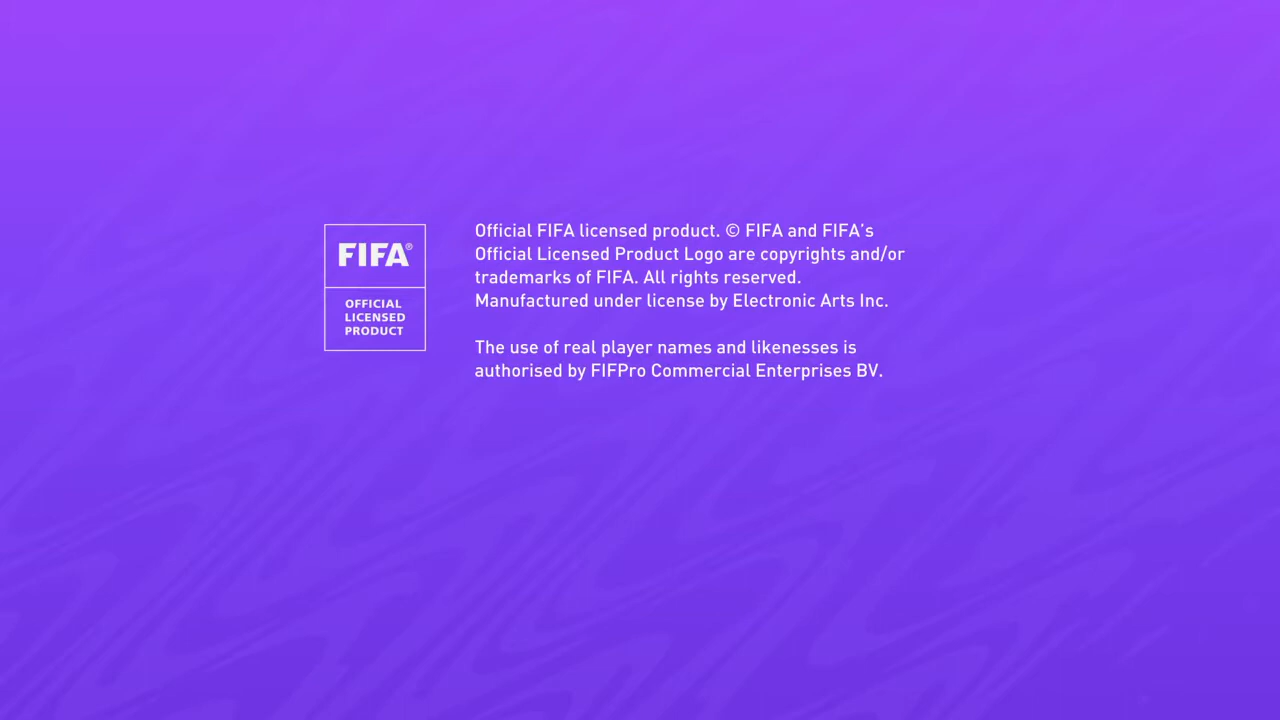 FIFA®
OFFICIAL
LICENSED
PRODUCT
Official FIFA licensed product. © FIFA and FIFA's
Official Licensed Product Logo are copyrights and/or
trademarks of FIFA. All rights reserved.
Manufactured under license by Electronic Arts Inc.
The use of real player names and likenesses is
authorised by FIFPro Commercial Enterprises BV.